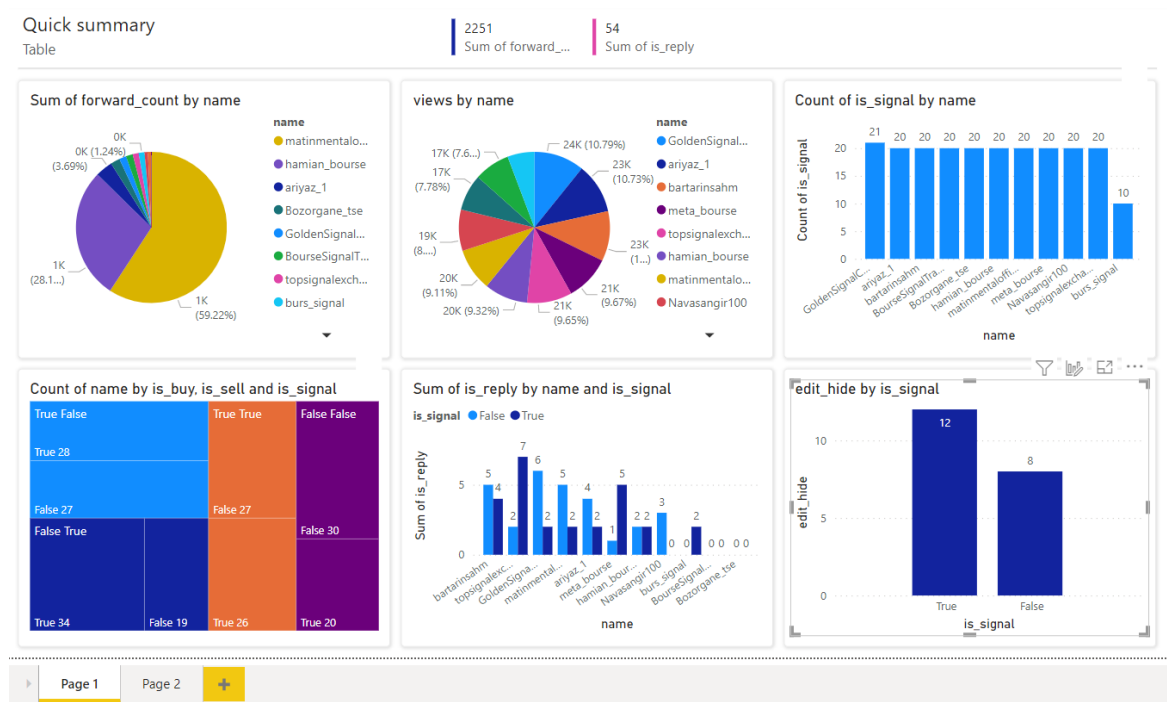 Quick summary
Table
2251
Sum of forward_...
54
Sum of is_reply
Sum of forward_count by name
0K
0K (1.24%)
(3.69%)
1K
(28.1...)
1K
(59.22%)
name
matinmentalo...
hamian_bourse
ariyaz_1
Bozorgane_tse
GoldenSignal...
BourseSignalT...
topsignalexch...
burs_signal
views by name
24K (10.79%)
23K
(10.73%)
23K
(1...)
21K
(9.67%)
21K
(9.65%)
20K (9.32%)
20K
(9.11%)
19K
(8....)
17K
(7.78%)
17K (7.6...)
name
GoldenSignal...
ariyaz_1
bartarinsahm
meta_bourse
topsignalexch...
hamian_bourse
matinmentalo...
Navasangir100
Count of is_signal by name
Count of is_signal
20
15
10
5
0
21 20 20 20 20 20 20 20 20 20 10
GoldenSignalC...
ariyaz_1
bartarinsahm
BourseSignalTra...
Bozorgane_tse
hamian_bourse
matinmentaloffi...
meta_bourse
Navasangir100
topsignalexcha...
burs_signal
name
Count of name by is_buy, is_sell and is_signal
True False
True 28
False 27
False True
True 34
False 19
True True
False 27
True 26
False False
False 30
True 20
Sum of is_reply by name and is_signal
is_signal False True
Sum of is_reply
5
0
5 4 2 7 6 2 5 2 4 2 1 5 2 2 3 0 0 2 0 0 0 0
bartarinsahm
topsignalexc...
GoldenSigna...
matinmental...
ariyaz_1
meta_bourse
hamian_bour...
Navasangir100
burs_signal
BourseSignal...
Bozorgane_tse
name
edit_hide by is_signal
edit_hide
10
5
0
12
8
True
False
is_signal
Page 1
Page 2
+